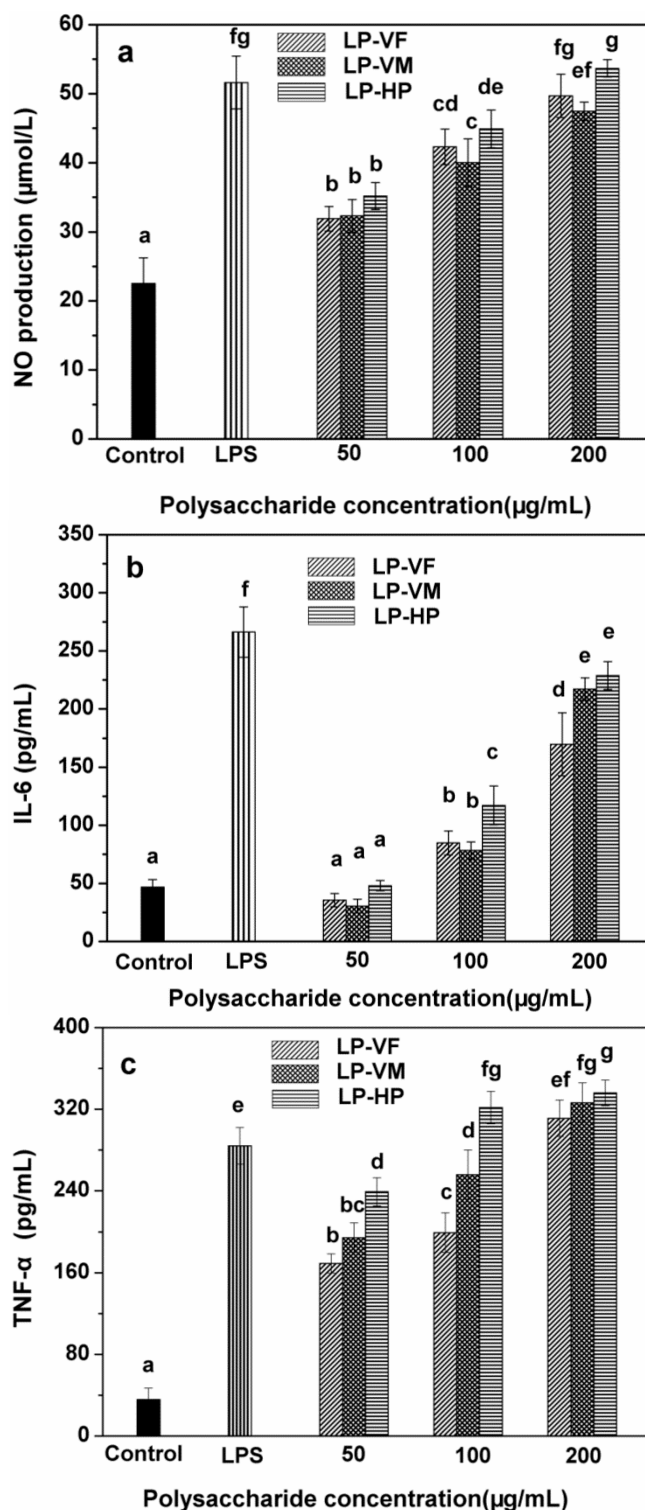 60
a
fg
LP-VF
fg
g
50
LP-VM
ef
LP-HP
cd
de
c
40
b
b
b
30
a
20
10
0
NO production (µmol/L)
Control
LPS
50
100
200
Polysaccharide concentration(µg/mL)
350
b
LP-VF
300
f
LP-VM
LP-HP
e
e
250
d
200
150
c
b
b
100
a
a
a
a
50
0
IL-6 (pg/mL)
Control
LPS
50
100
200
Polysaccharide concentration(µg/mL)
400
c
LP-VF
LP-VM
fg
ef
fg
g
LP-HP
320
e
d
d
240
bc
c
b
160
80
a
0
TNF-α (pg/mL)
Control
LPS
50
100
200
Polysaccharide concentration(µg/mL)